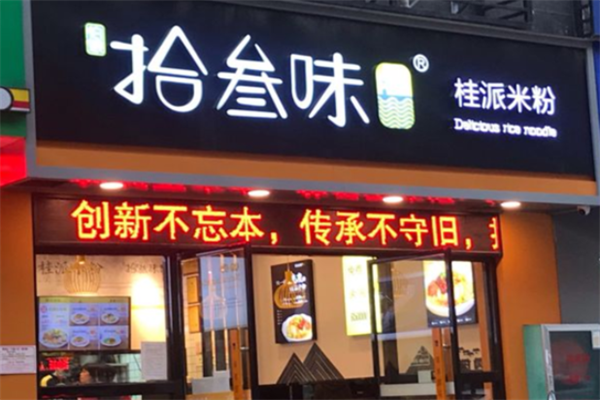 拾叁味®
桂派米粉
Delicious rice noodle
创新不忘本，传承不守旧，